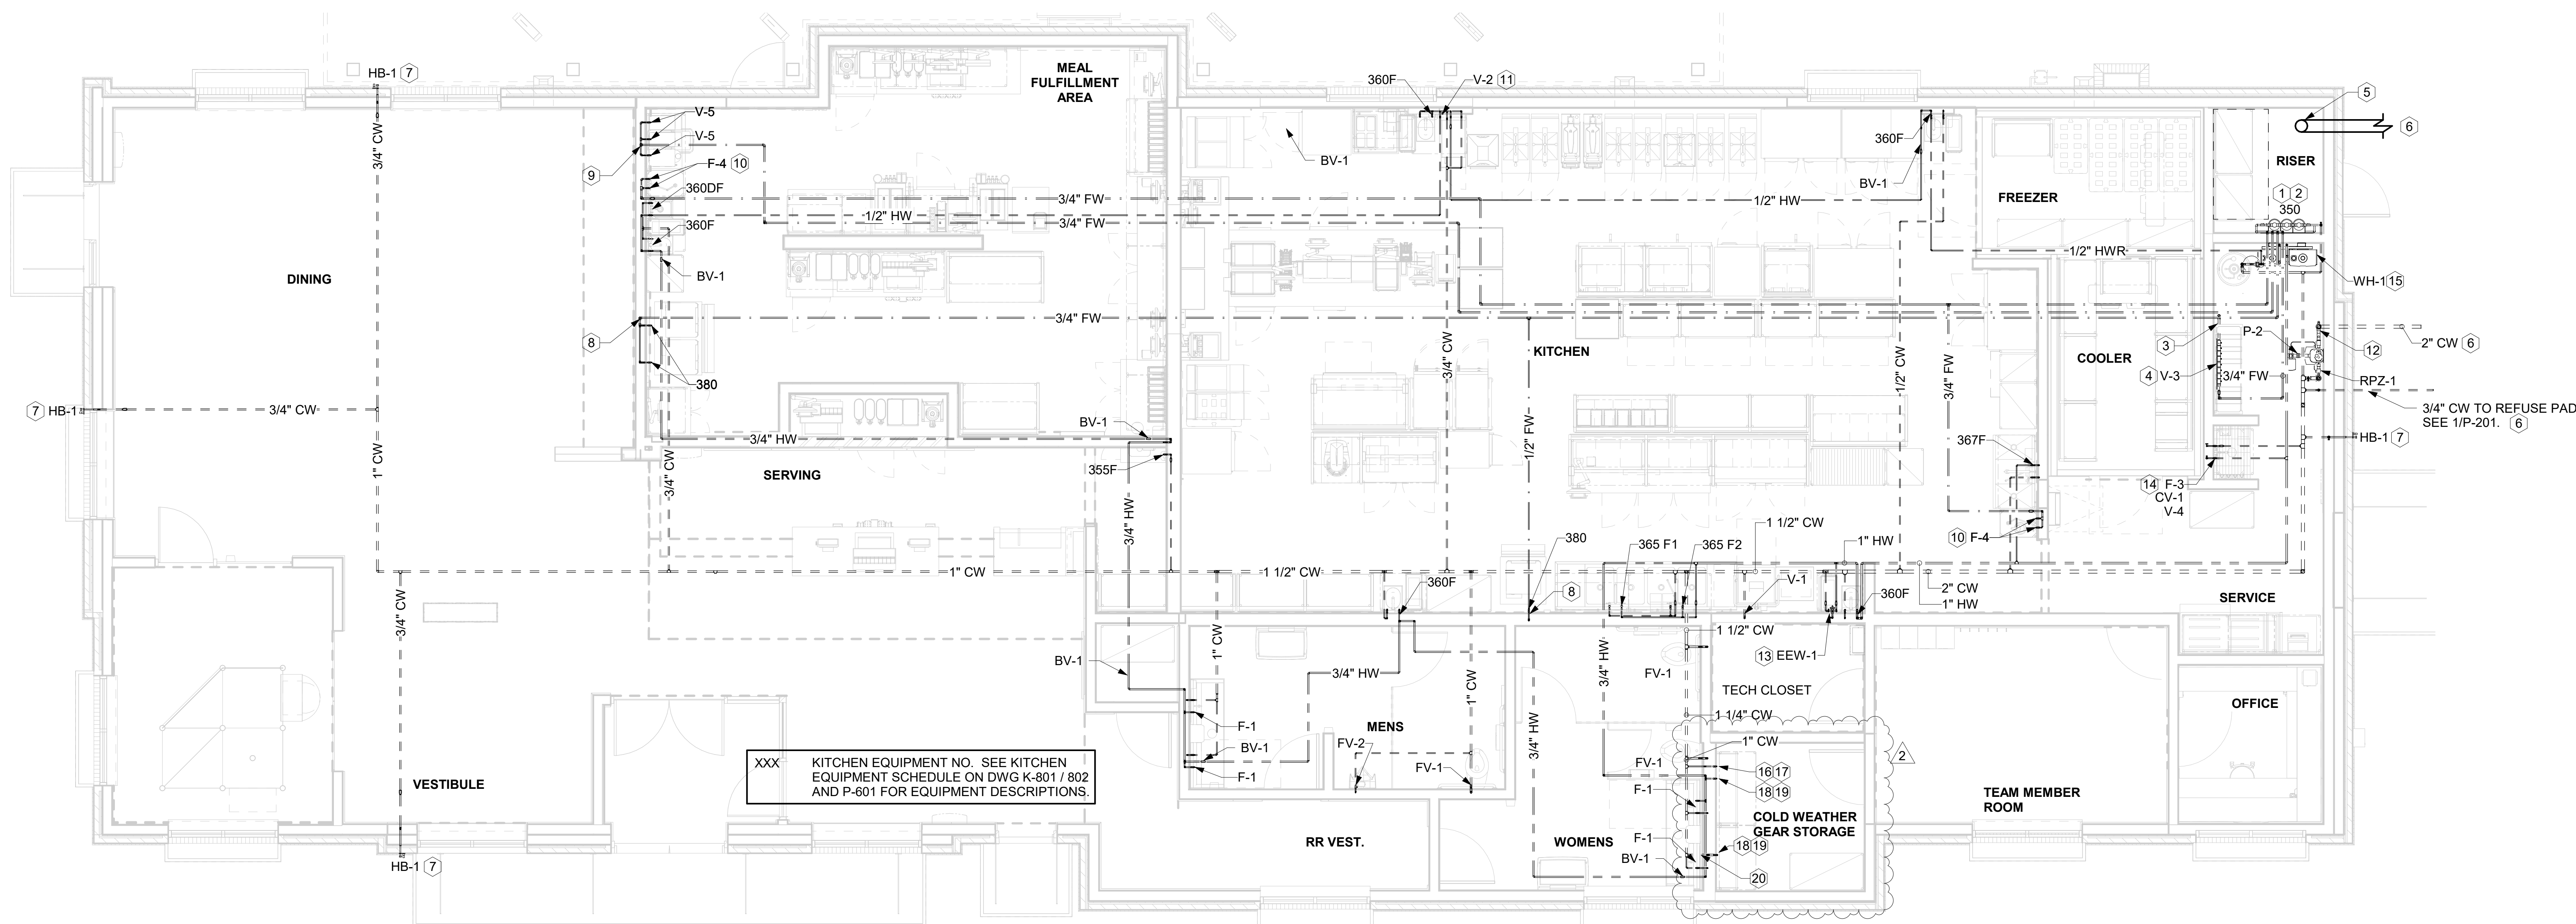 HB-1 7
3/4" CW
MEAL
FULFILLMENT
AREA
V-5
V-5
9
F-4 10
360DF
360F
BV-1
3/4" FW
1/2" HW
3/4" FW
360F
V-2 11
BV-1
360F
BV-1
1/2" HW
FREEZER
5
6
RISER
1 2
350
1/2" HWR
WH-1 15
DINING
8
3/4" FW
380
KITCHEN
COOLER
3
P-2
4 V-3
3/4" FW
12
2" CW 6
RPZ-1
3/4" CW TO REFUSE PAD
SEE 1/P-201. 6
HB-1 7
7 HB-1
3/4" CW
1" CW
3/4" HW
BV-1
3/4" CW
355F
SERVING
3/4" HW
3/4" CW
1/2" FW
1/2" CW
3/4" FW
367F
14 F-3
CV-1
V-4
10 F-4
1 1/2" CW
1" HW
380
8
365 F1
365 F2
V-1
360F
1" CW
1 1/2" CW
360F
2" CW
1" HW
SERVICE
3/4" CW
BV-1
1" CW
3/4" HW
1" CW
3/4" HW
3/4" HW
1 1/2" CW
13 EEW-1
FV-1
TECH CLOSET
1 1/4" CW
OFFICE
F-1
MENS
BV-1
F-1
FV-2
FV-1
FV-1
1" CW
16 17
18 19
2
F-1
F-1
BV-1
18 19
20
COLD WEATHER
GEAR STORAGE
TEAM MEMBER
ROOM
VESTIBULE
XXX KITCHEN EQUIPMENT NO. SEE KITCHEN
EQUIPMENT SCHEDULE ON DWG K-801 / 802
AND P-601 FOR EQUIPMENT DESCRIPTIONS.
RR VEST.
WOMENS
HB-1 7